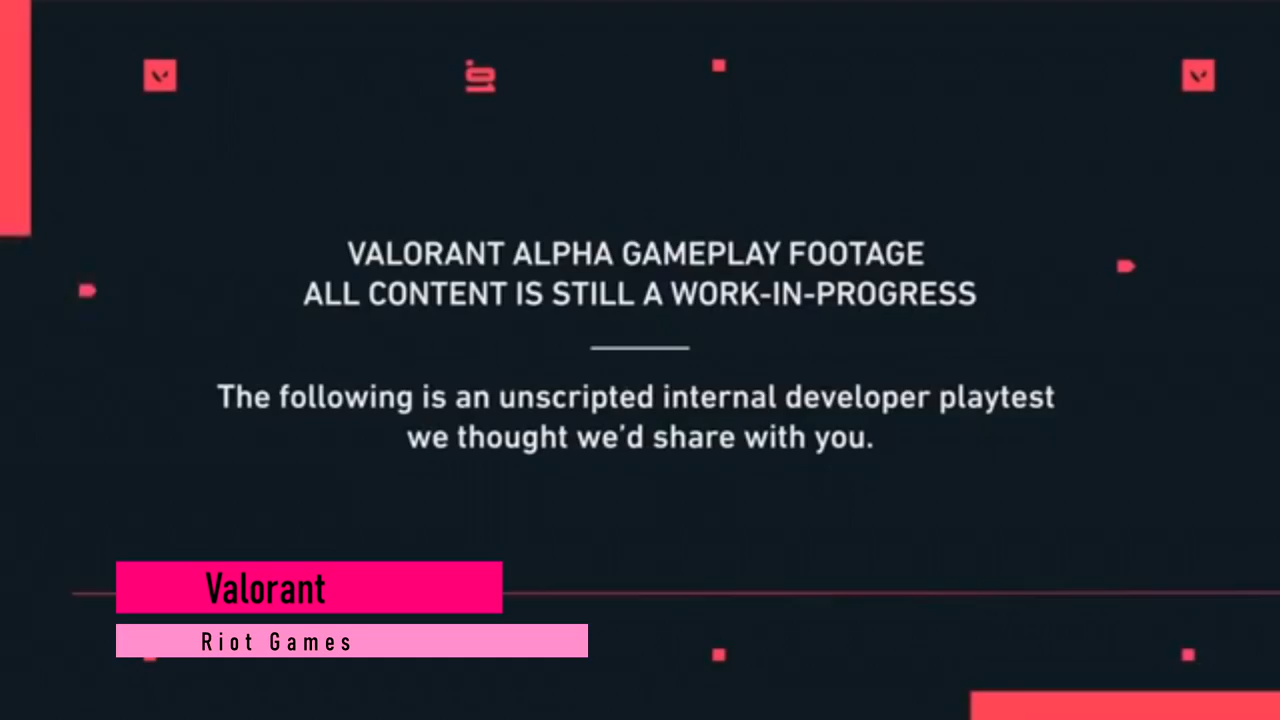 01
VALORANT ALPHA GAMEPLAY FOOTAGE
ALL CONTENT IS STILL A WORK-IN-PROGRESS
The following is an unscripted internal developer playtest
we thought we'd share with you.
Valorant
Riot Games